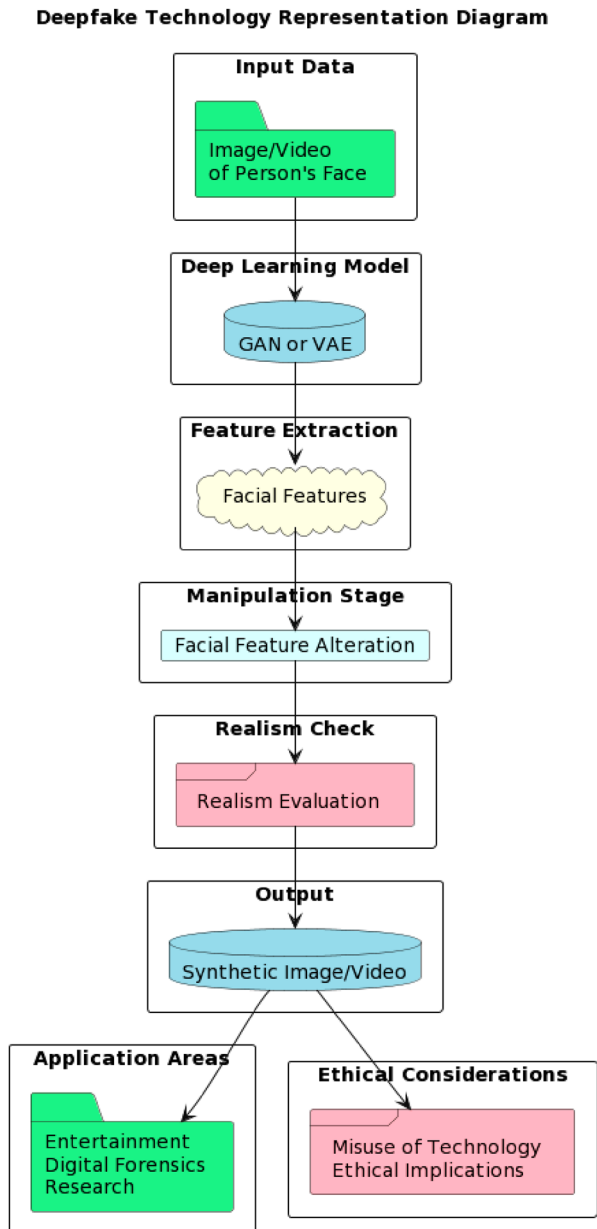 Deepfake Technology Representation Diagram
Input Data
Image/Video
of Person's Face
Deep Learning Model
GAN or VAE
Feature Extraction
Facial Features
Manipulation Stage
Facial Feature Alteration
Realism Check
Realism Evaluation
Output
Synthetic Image/Video
Application Areas
Entertainment
Digital Forensics
Research
Ethical Considerations
Misuse of Technology
Ethical Implications